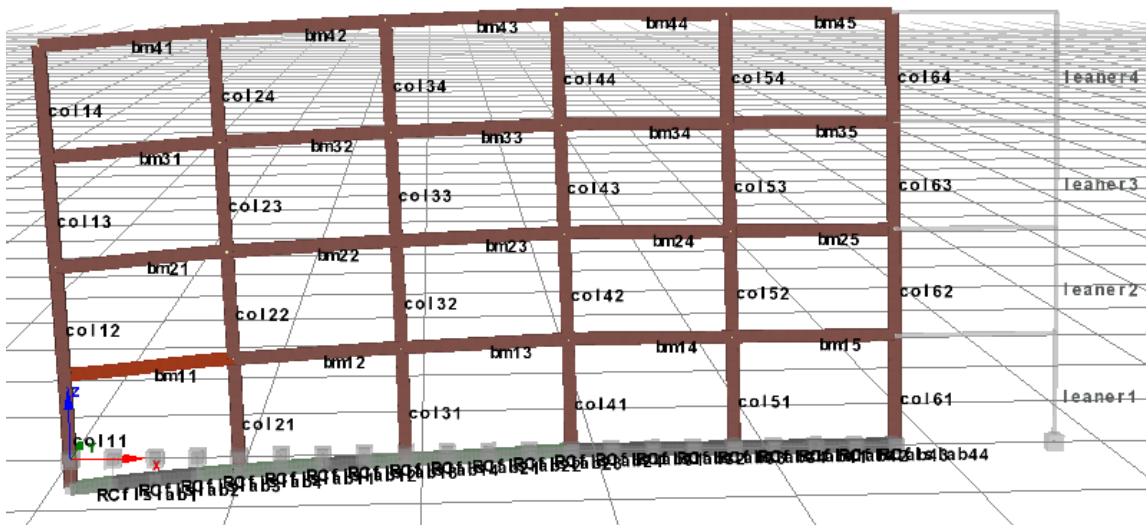 bm41 bm42 bm43 bm44 bm45
col14 col24 col34 col44 col54 col64 leaner4
bm31 bm32 bm33 bm34 bm35
col13 col23 col33 col43 col53 col63 leaner3
bm21 bm22 bm23 bm24 bm25
col12 col22 col32 col42 col52 col62 leaner2
bm11 bm12 bm13 bm14 bm15
Z
col11 col21 col31 col41 col51 col61 leaner1
Y
X
RCfls